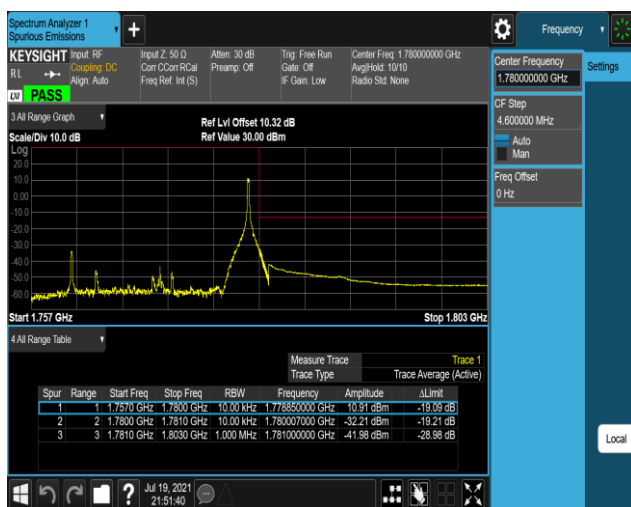 Spectrum Analyzer 1
Spurious Emissions
Frequency
KEYSIGHT
RL
LXI PASS
Input: RF
Coupling: DC
Align: Auto
Input Z: 50 Ω
Corr CCorr RCal
Freq Ref: Int (S)
Atten: 30 dB
Preamp: Off
Trig: Free Run
Gate: Off
IF Gain: Low
Center Freq: 1.780000000 GHz
Avg|Hold: 10/10
Radio Std: None
Center Frequency
1.780000000 GHz
Settings
CF Step
4.600000 MHz
Auto
Man
Freq Offset
0 Hz
3 All Range Graph
Scale/Div 10.0 dB
Ref Lvl Offset 10.32 dB
Ref Value 30.00 dBm
Log
20.0
10.0
0.00
-10.0
-20.0
-30.0
-40.0
-50.0
-60.0
Start 1.757 GHz
Stop 1.803 GHz
4 All Range Table
Measure Trace Trace 1
Trace Type Trace Average (Active)
Spur Range Start Freq Stop Freq RBW Frequency Amplitude ΔLimit
1 1 1.7570 GHz 1.7800 GHz 10.00 kHz 1.778850000 GHz 10.91 dBm -19.09 dB
2 2 1.7800 GHz 1.7810 GHz 10.00 kHz 1.780007000 GHz -32.21 dBm -19.21 dB
3 3 1.7810 GHz 1.8030 GHz 1.000 MHz 1.781000000 GHz -41.98 dBm -28.98 dB
Local
?
Jul 19, 2021
21:51:40